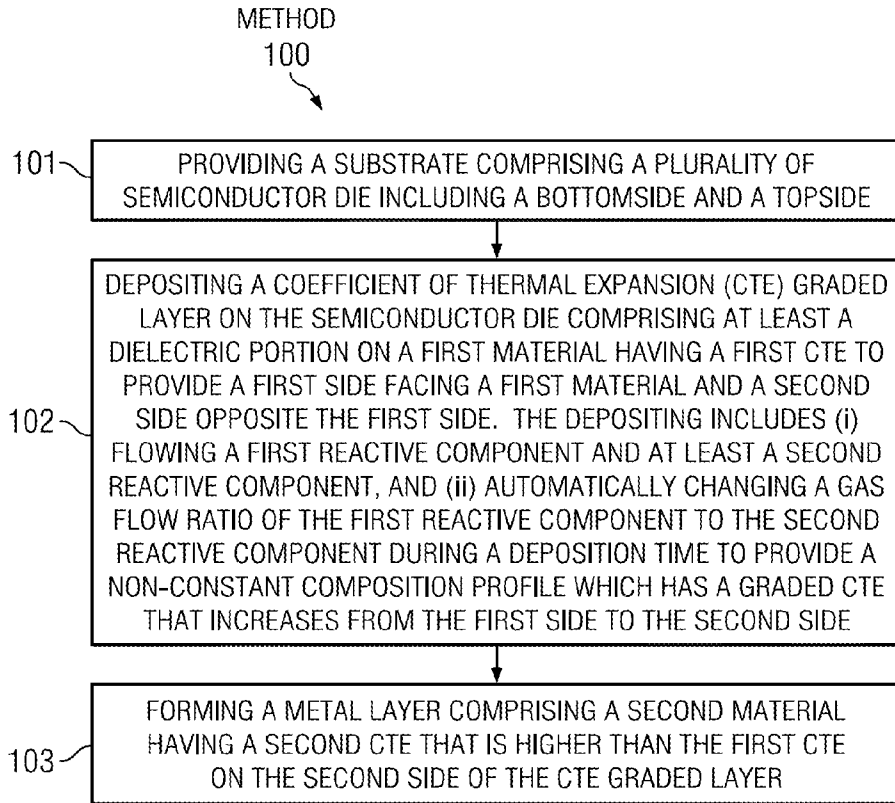 METHOD
100
101
PROVIDING A SUBSTRATE COMPRISING A PLURALITY OF
SEMICONDUCTOR DIE INCLUDING A BOTTOMSIDE AND A TOPSIDE
102
DEPOSITING A COEFFICIENT OF THERMAL EXPANSION (CTE) GRADED
LAYER ON THE SEMICONDUCTOR DIE COMPRISING AT LEAST A
DIELECTRIC PORTION ON A FIRST MATERIAL HAVING A FIRST CTE TO
PROVIDE A FIRST SIDE FACING A FIRST MATERIAL AND A SECOND
SIDE OPPOSITE THE FIRST SIDE. THE DEPOSITING INCLUDES (i)
FLOWING A FIRST REACTIVE COMPONENT AND AT LEAST A SECOND
REACTIVE COMPONENT, AND (ii) AUTOMATICALLY CHANGING A GAS
FLOW RATIO OF THE FIRST REACTIVE COMPONENT TO THE SECOND
REACTIVE COMPONENT DURING A DEPOSITION TIME TO PROVIDE A
NON-CONSTANT COMPOSITION PROFILE WHICH HAS A GRADED CTE
THAT INCREASES FROM THE FIRST SIDE TO THE SECOND SIDE
103
FORMING A METAL LAYER COMPRISING A SECOND MATERIAL
HAVING A SECOND CTE THAT IS HIGHER THAN THE FIRST CTE
ON THE SECOND SIDE OF THE CTE GRADED LAYER